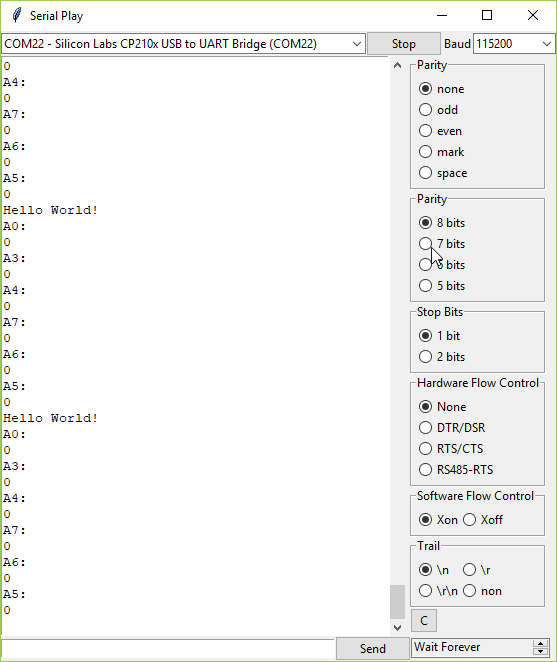 Serial Play
COM22 - Silicon Labs CP210x USB to UART Bridge (COM22)
Stop
Baud
115200
0
A4:
0
A7:
0
A6:
0
A5:
0
Hello World!
A0:
0
A3:
0
A4:
0
A7:
0
A6:
0
A5:
0
Hello World!
A0:
0
A3:
0
A4:
0
A7:
0
A6:
0
A5:
0
Parity
none
odd
even
mark
space
Parity
8 bits
7 bits
6 bits
5 bits
Stop Bits
1 bit
2 bits
Hardware Flow Control
None
DTR/DSR
RTS/CTS
RS485-RTS
Software Flow Control
Xon Xoff
Trail
\n \r
\r\n non
C
Send
Wait Forever